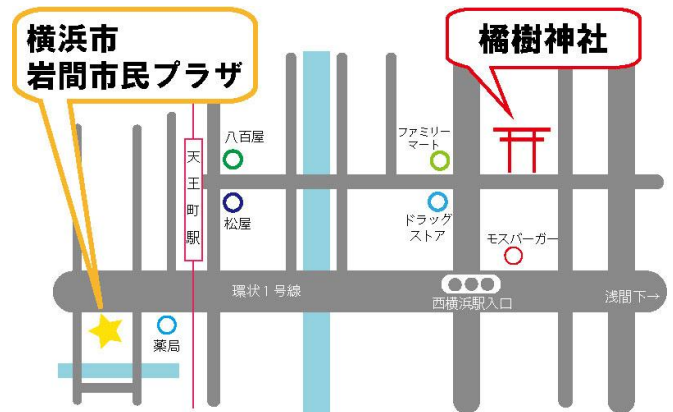 横浜市
岩間市民プラザ
橘樹神社
八百屋
ファミリー
マート
天王町駅
松屋
ドラッグ
ストア
モスバーガー
環状1号線
西横浜駅入口
浅間下→
薬局